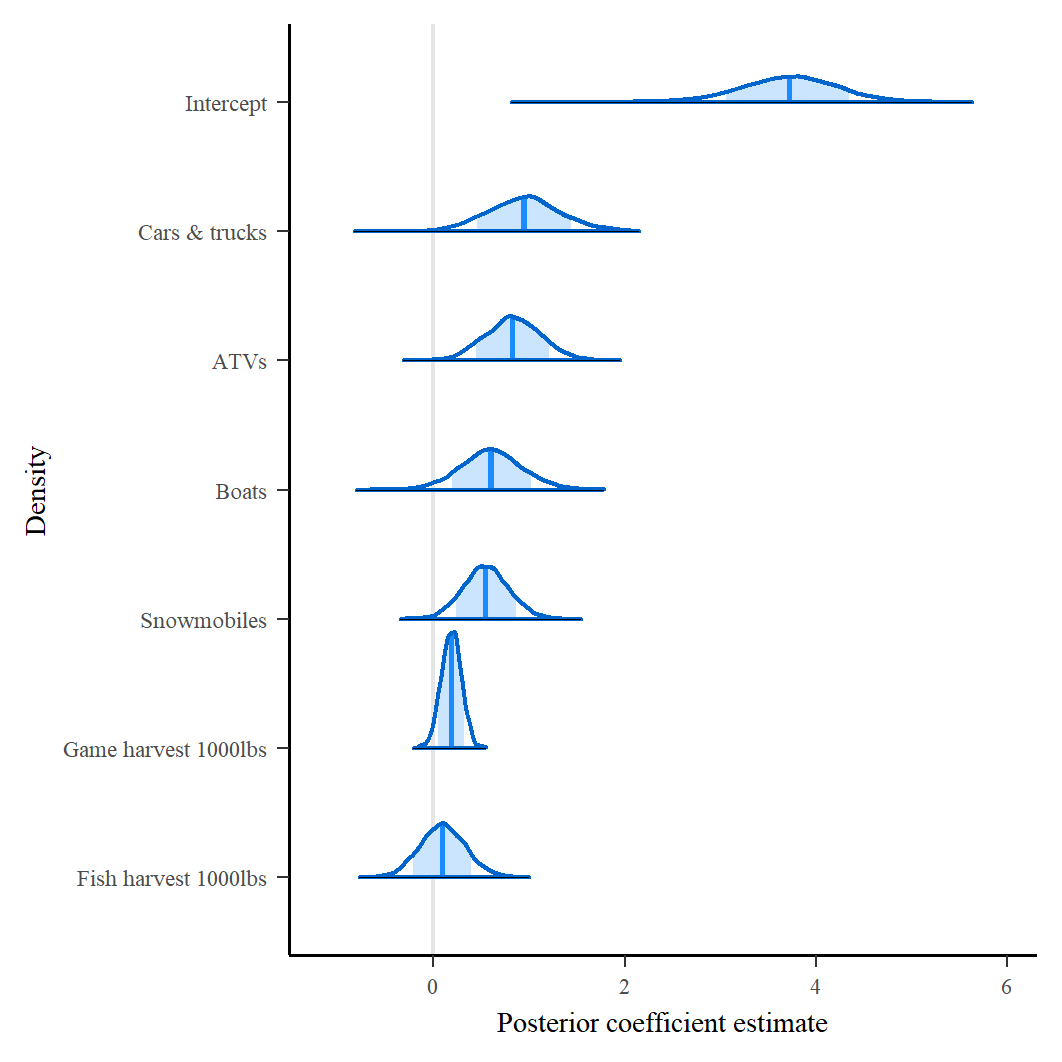 Intercept
Cars & trucks
ATVs
Boats
Snowmobiles
Game harvest 1000lbs
Fish harvest 1000lbs
Density
0 2 4 6
Posterior coefficient estimate